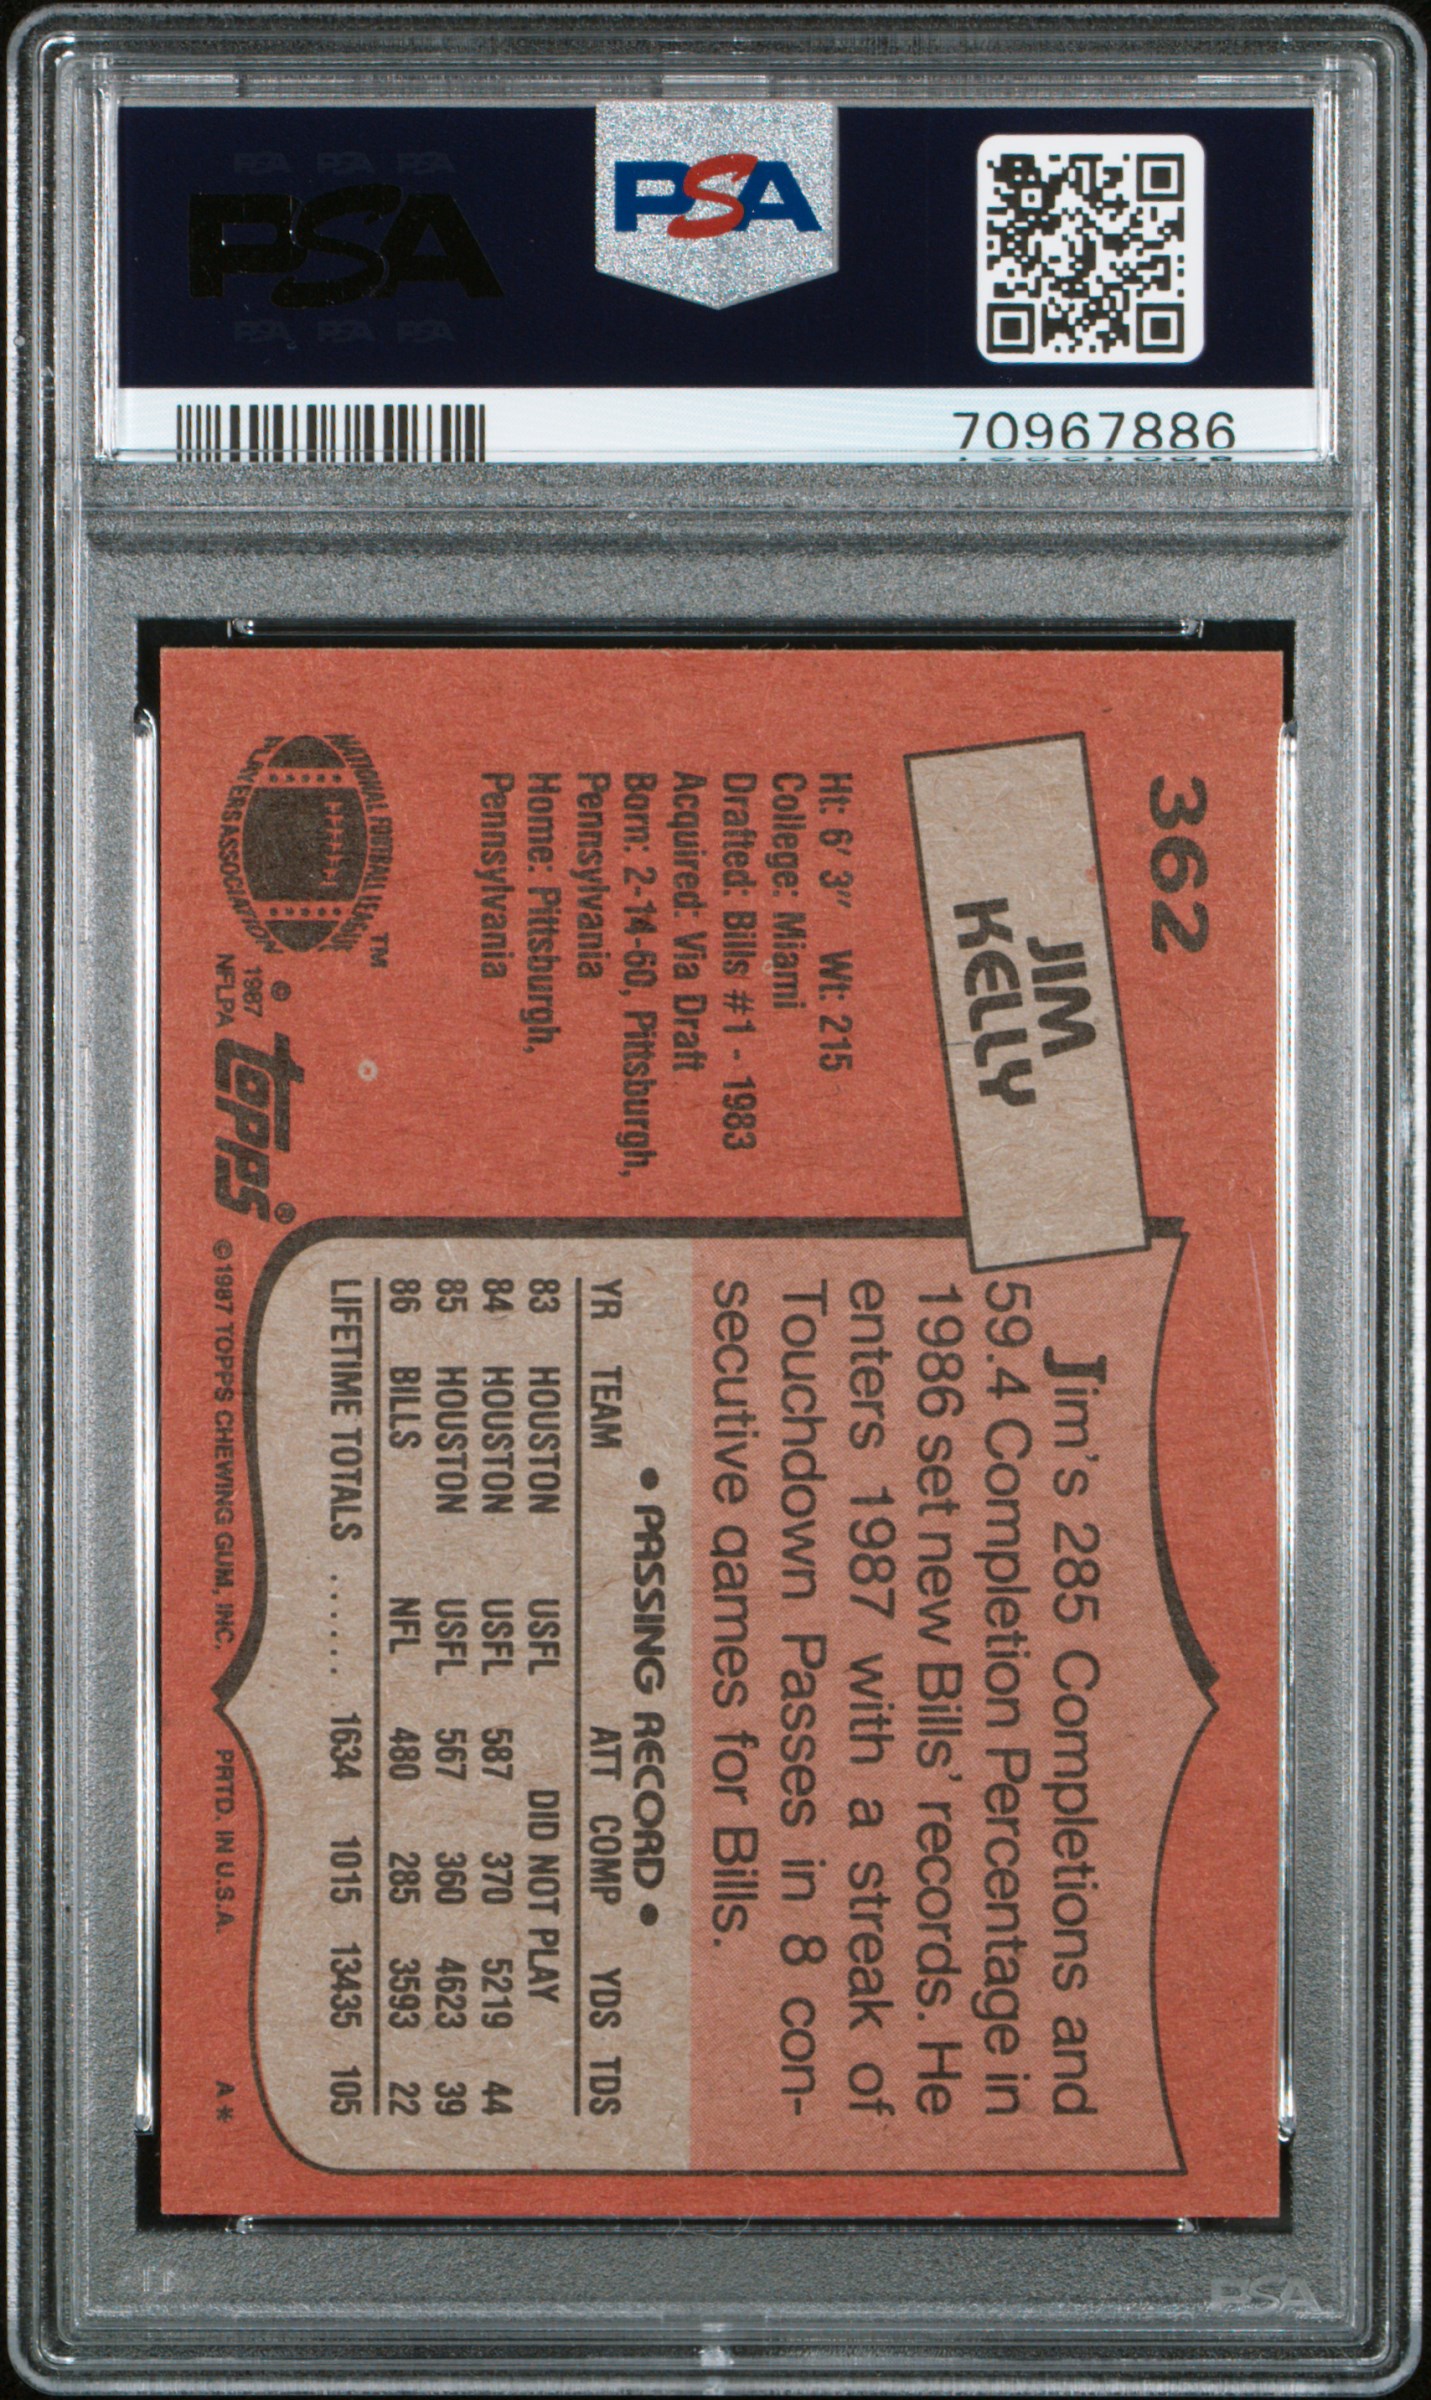 PSA PSA PSA
PSA
PSA PSA PSA
PSA
70967886
362
JIM
KELLY
Ht: 6' 3" Wt: 215
College: Miami
Drafted: Bills #1 - 1983
Acquired: Via Draft
Born: 2-14-60, Pittsburgh,
Pennsylvania
Home: Pittsburgh,
Pennsylvania
NATIONAL FOOTBALL LEAGUE
PLAYERS ASSOCIATION
TM
© 1987
NFLPA
topps®
Jim's 285 Completions and
59.4 Completion Percentage in
1986 set new Bills' records. He
enters 1987 with a streak of
Touchdown Passes in 8 con-
secutive games for Bills.
• PASSING RECORD •
YR TEAM ATT COMP YDS TDS
83 HOUSTON USFL DID NOT PLAY
84 HOUSTON USFL 587 370 5219 44
85 HOUSTON USFL 567 360 4623 39
86 BILLS NFL 480 285 3593 22
LIFETIME TOTALS ...... 1634 1015 13435 105
©1987 TOPPS CHEWING GUM, INC. PRTD. IN U.S.A. A*
PSA